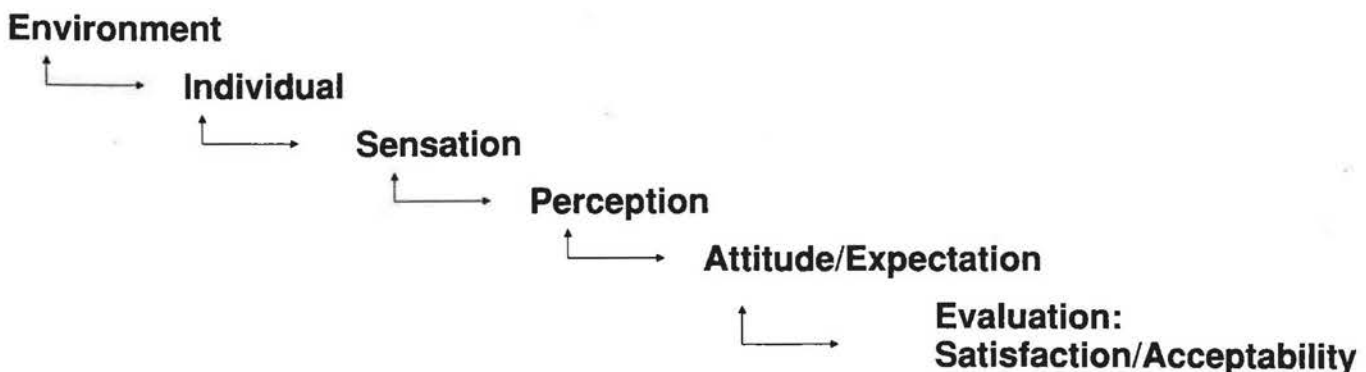 Environment
Individual
Sensation
Perception
Attitude/Expectation
Evaluation:
Satisfaction/Acceptability